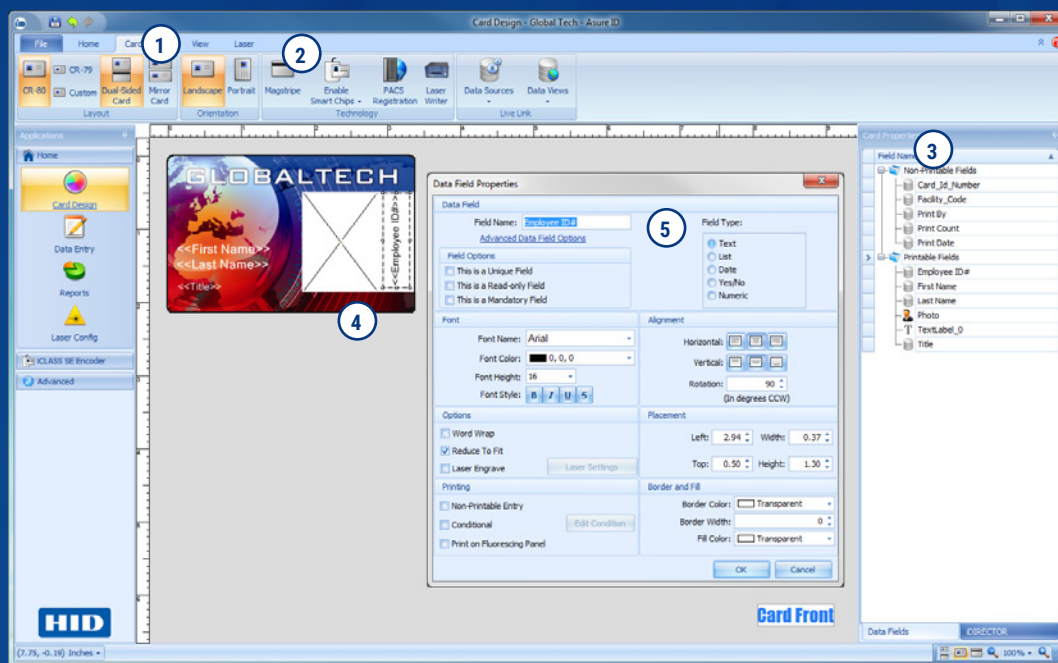 Card Design - Global Tech - Asure ID
File Home Card View Laser
1
2
CR-80
CR-79
Custom
Dual-Sided Card
Mirror Card
Landscape
Portrait
Magstripe
Enable Smart Chips
PACS Registration
Laser Writer
Data Sources
Data Views
Layout Orientation Technology Live Link
Applications
Home
Card Design
Data Entry
Reports
Laser Config
iCLASS SE Encoder
Advanced
HID
(7.75, -0.19) Inches
GLOBALTECH
<<First Name>>
<<Last Name>>
<<Title>>
<<Employee ID#>>
4
Data Field Properties
Data Field
Field Name: Employee ID#
Advanced Data Field Options
Field Options
This is a Unique Field
This is a Read-only Field
This is a Mandatory Field
5
Field Type:
Text
List
Date
Yes/No
Numeric
Font
Font Name: Arial
Font Color: 0, 0, 0
Font Height: 16
Font Style: B I U S
Alignment
Horizontal:
Vertical:
Rotation: 90
(In degrees CCW)
Options
Word Wrap
Reduce To Fit
Laser Engrave
Laser Settings
Placement
Left: 2.94 Width: 0.37
Top: 0.50 Height: 1.30
Printing
Non-Printable Entry
Conditional
Edit Condition
Print on Fluorescing Panel
Border and Fill
Border Color: Transparent
Border Width: 0
Fill Color: Transparent
OK Cancel
Card Front
Card Properties
3
Field Name
Non-Printable Fields
Card_Id_Number
Facility_Code
Print By
Print Count
Print Date
Printable Fields
Employee ID#
First Name
Last Name
Photo
TextLabel_0
Title
Data Fields
iDIRECTOR
100%